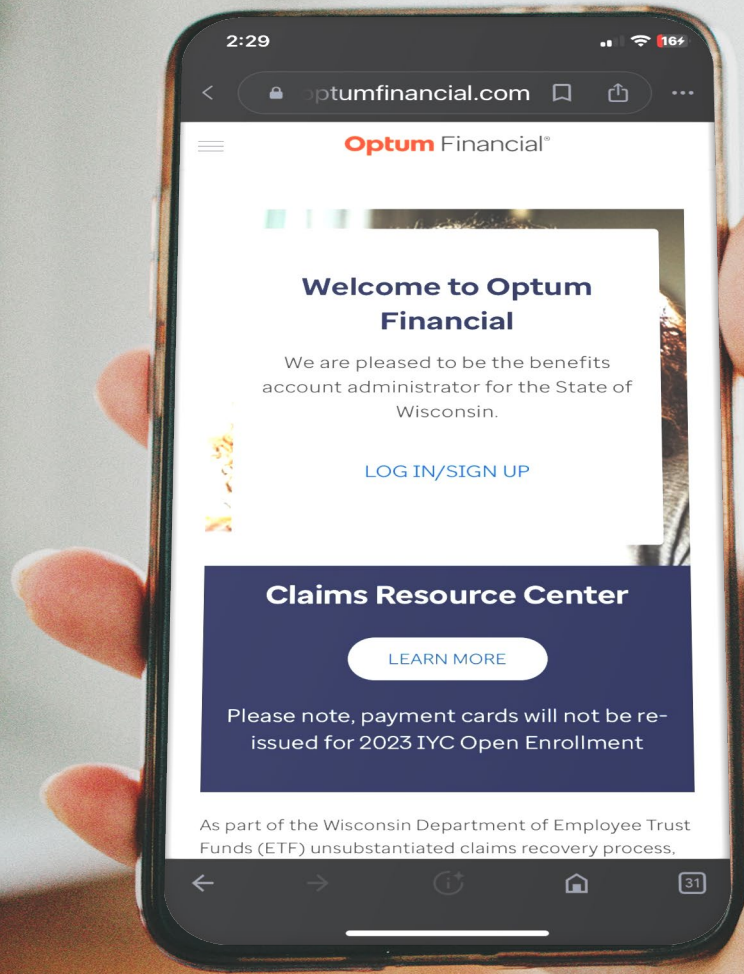 2:29
16
optumfinancial.com
Optum Financial®
Welcome to Optum
Financial
We are pleased to be the benefits
account administrator for the State of
Wisconsin.
LOG IN/SIGN UP
Claims Resource Center
LEARN MORE
Please note, payment cards will not be re-
issued for 2023 IYC Open Enrollment
As part of the Wisconsin Department of Employee Trust
Funds (ETF) unsubstantiated claims recovery process,
31